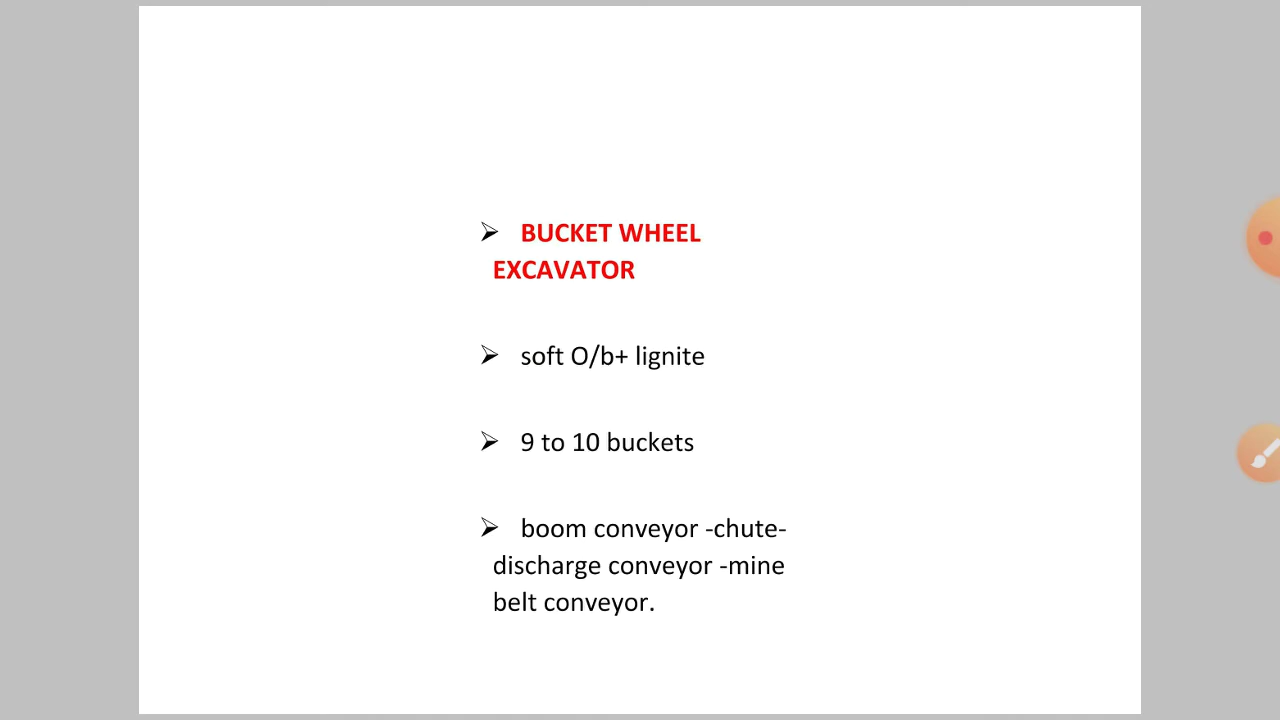 ➢ BUCKET WHEEL
EXCAVATOR
➢ soft O/b+ lignite
➢ 9 to 10 buckets
➢ boom conveyor -chute-
discharge conveyor -mine
belt conveyor.